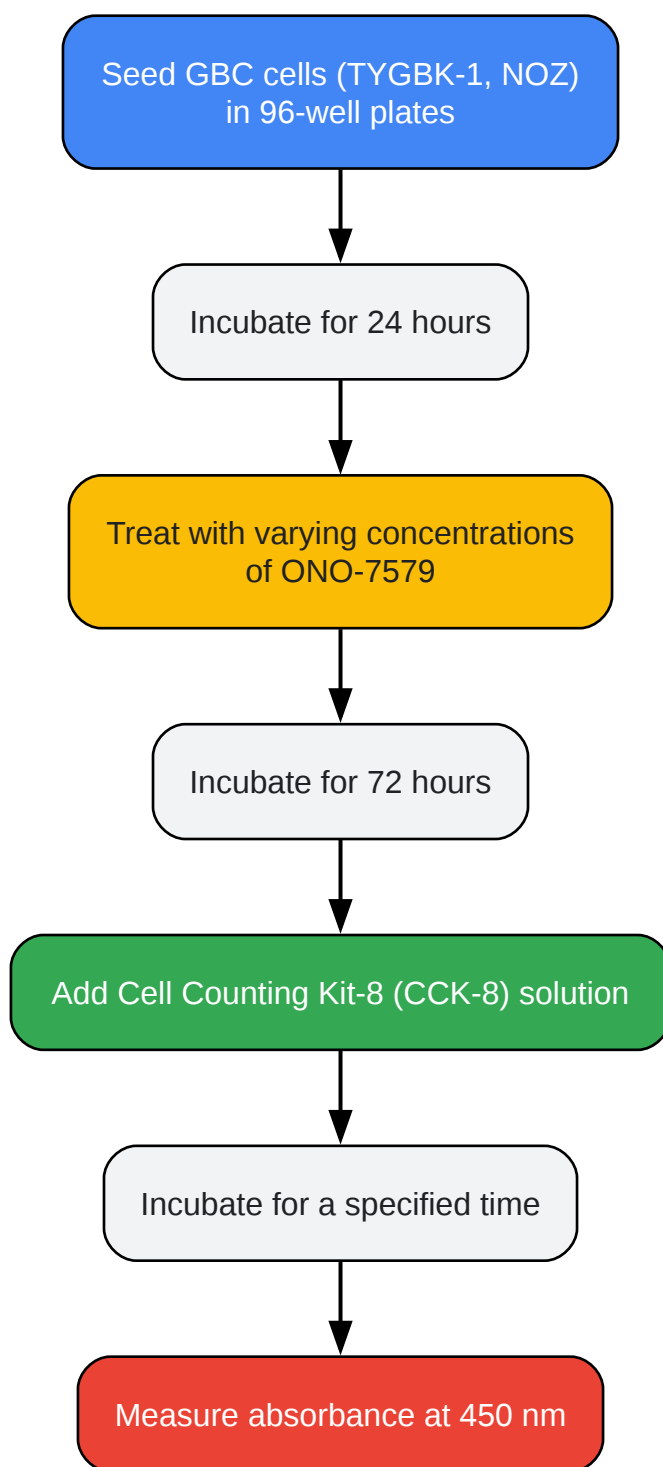 Seed GBC cells (TYGBK-1, NOZ)
in 96-well plates
Incubate for 24 hours
Treat with varying concentrations
of ONO-7579
Incubate for 72 hours
Add Cell Counting Kit-8 (CCK-8) solution
Incubate for a specified time
Measure absorbance at 450 nm